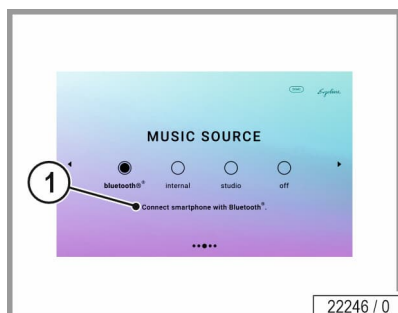 MUSIC SOURCE
bluetooth®® internal studio off
1
Connect smartphone with Bluetooth®.
22246 / 0